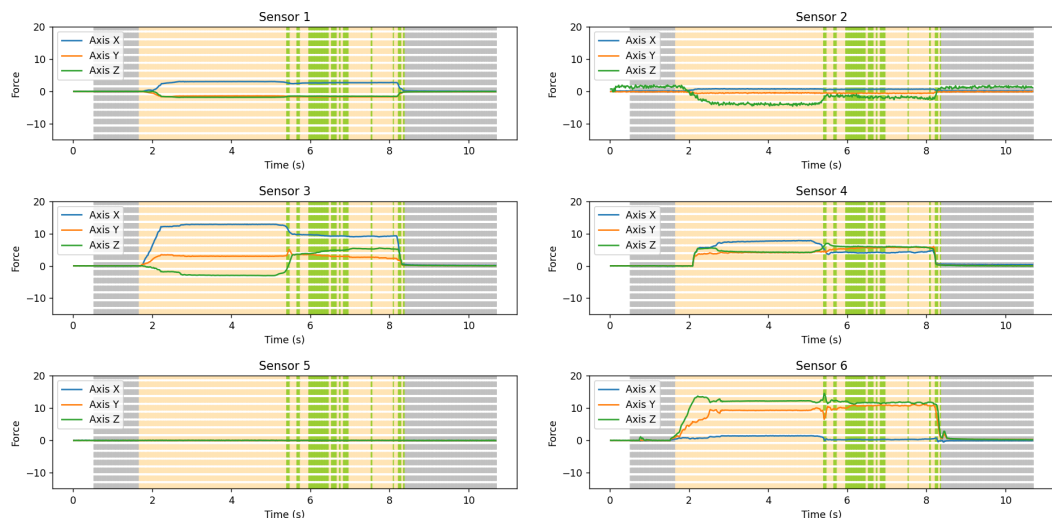 Sensor 1
Force
20
10
0
−10
Axis X
Axis Y
Axis Z
0 2 4 6 8 10
Time (s)
Sensor 2
Force
20
10
0
−10
Axis X
Axis Y
Axis Z
0 2 4 6 8 10
Time (s)
Sensor 3
Force
20
10
0
−10
Axis X
Axis Y
Axis Z
0 2 4 6 8 10
Time (s)
Sensor 4
Force
20
10
0
−10
Axis X
Axis Y
Axis Z
0 2 4 6 8 10
Time (s)
Sensor 5
Force
20
10
0
−10
Axis X
Axis Y
Axis Z
0 2 4 6 8 10
Time (s)
Sensor 6
Force
20
10
0
−10
Axis X
Axis Y
Axis Z
0 2 4 6 8 10
Time (s)